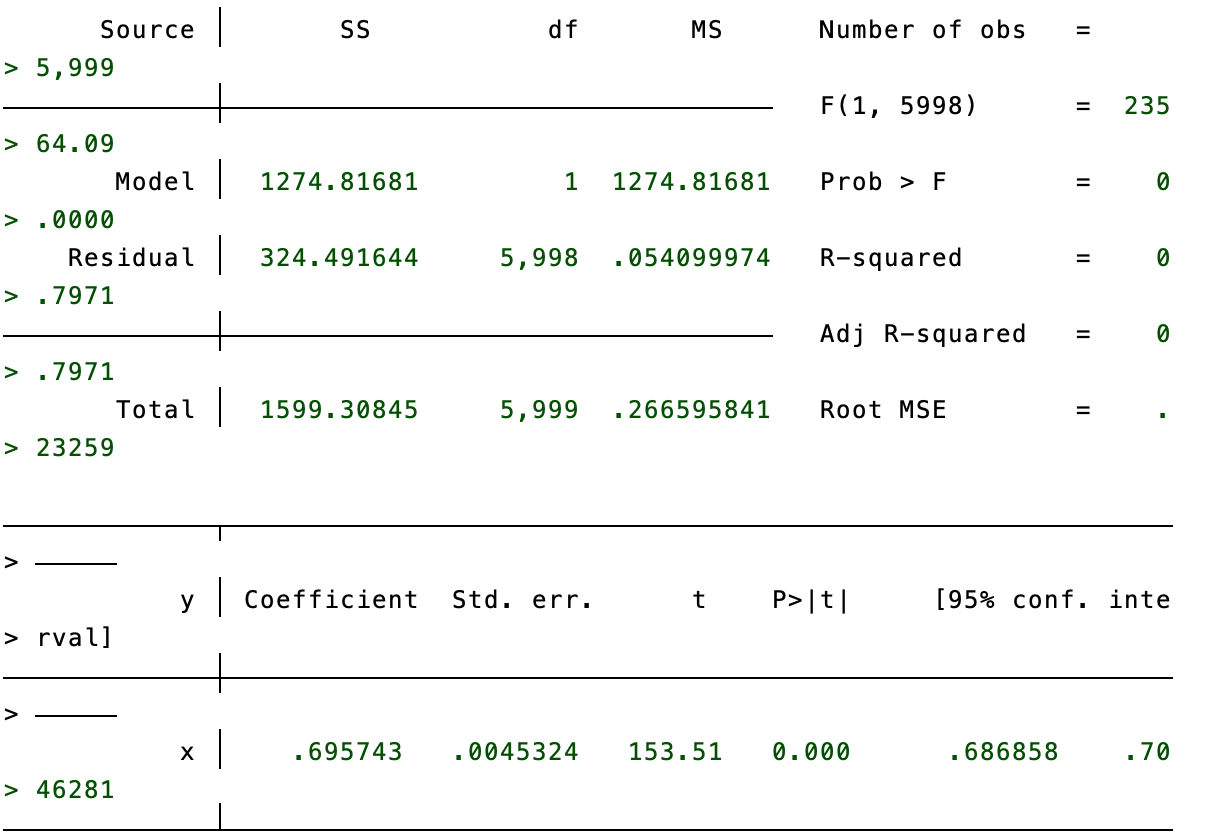 Source | SS df MS Number of obs =
> 5,999
F(1, 5998) = 235
> 64.09
Model | 1274.81681 1 1274.81681 Prob > F = 0
> .0000
Residual | 324.491644 5,998 .054099974 R-squared = 0
> .7971
Adj R-squared = 0
> .7971
Total | 1599.30845 5,999 .266595841 Root MSE = .
> 23259
>
y | Coefficient Std. err. t P>|t| [95% conf. inte
> rval]
>
x | .695743 .0045324 153.51 0.000 .686858 .70
> 46281